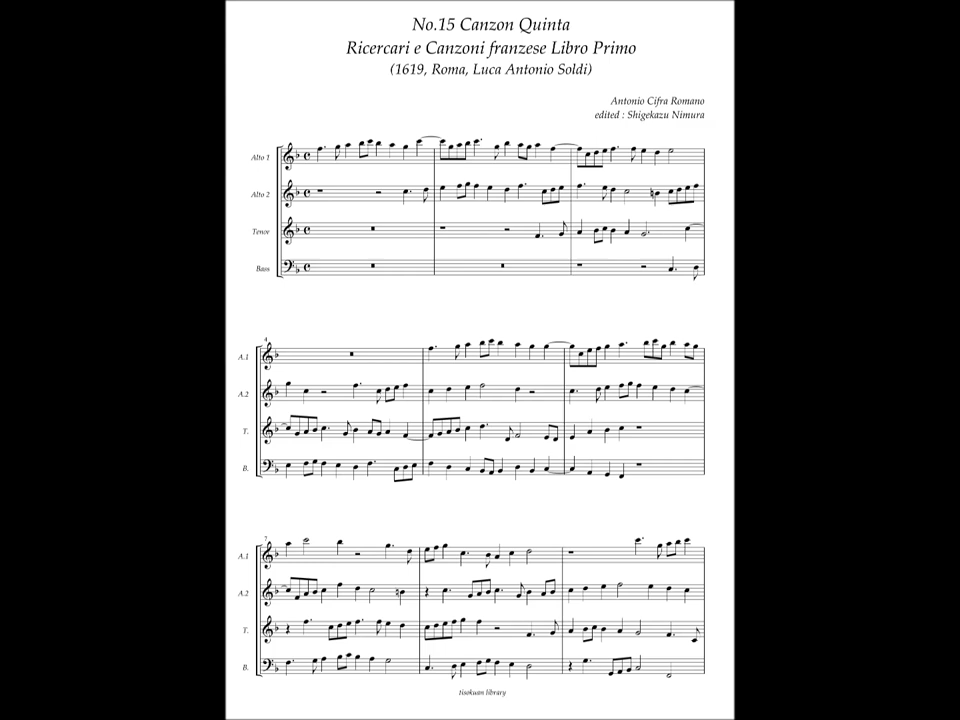 No.15 Canzon Quinta
Ricercari e Canzoni franzese Libro Primo
(1619, Roma, Luca Antonio Soldi)
Antonio Cifra Romano
edited : Shigekazu Nimura
Alto 1
Alto 2
Tenor
Bass
4
A.1
A.2
T.
B.
7
A.1
A.2
T.
B.
tisokuan library